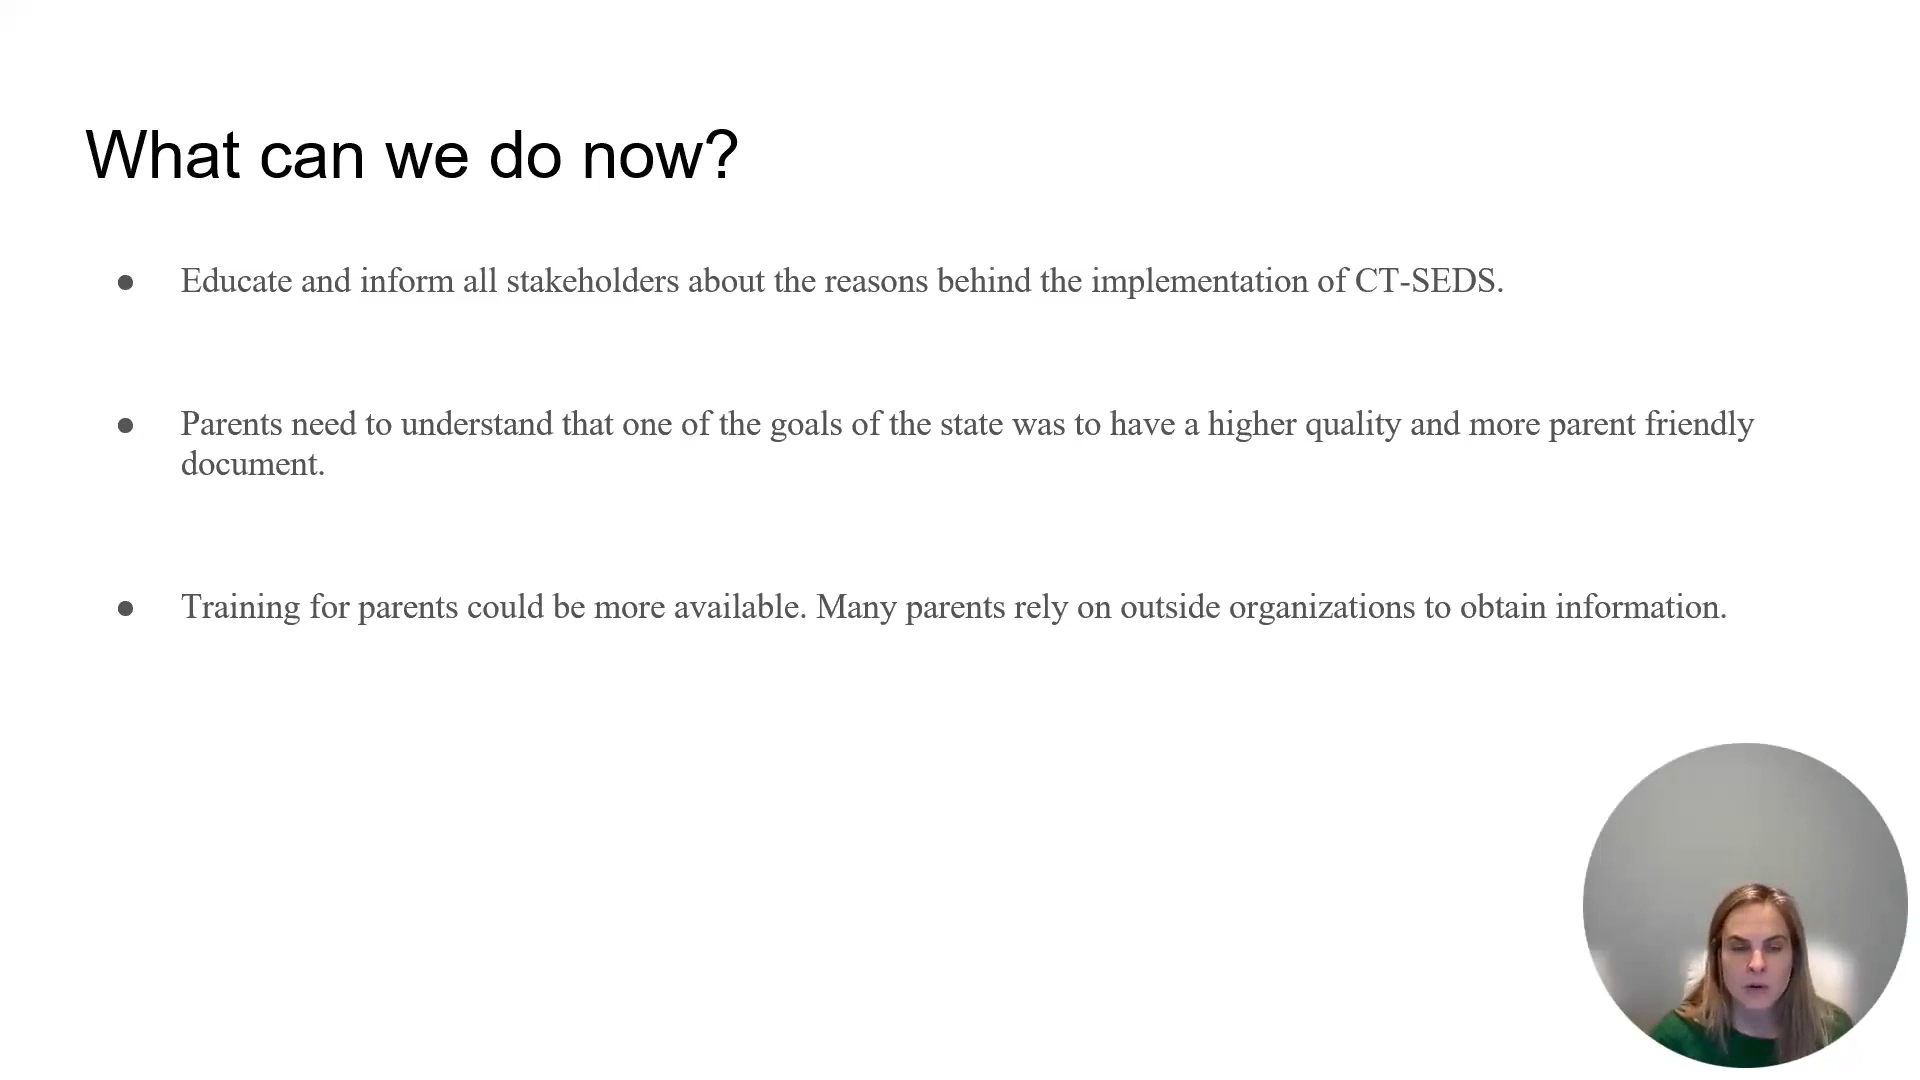 What can we do now?
● Educate and inform all stakeholders about the reasons behind the implementation of CT-SEDS.
● Parents need to understand that one of the goals of the state was to have a higher quality and more parent friendly
document.
● Training for parents could be more available. Many parents rely on outside organizations to obtain information.